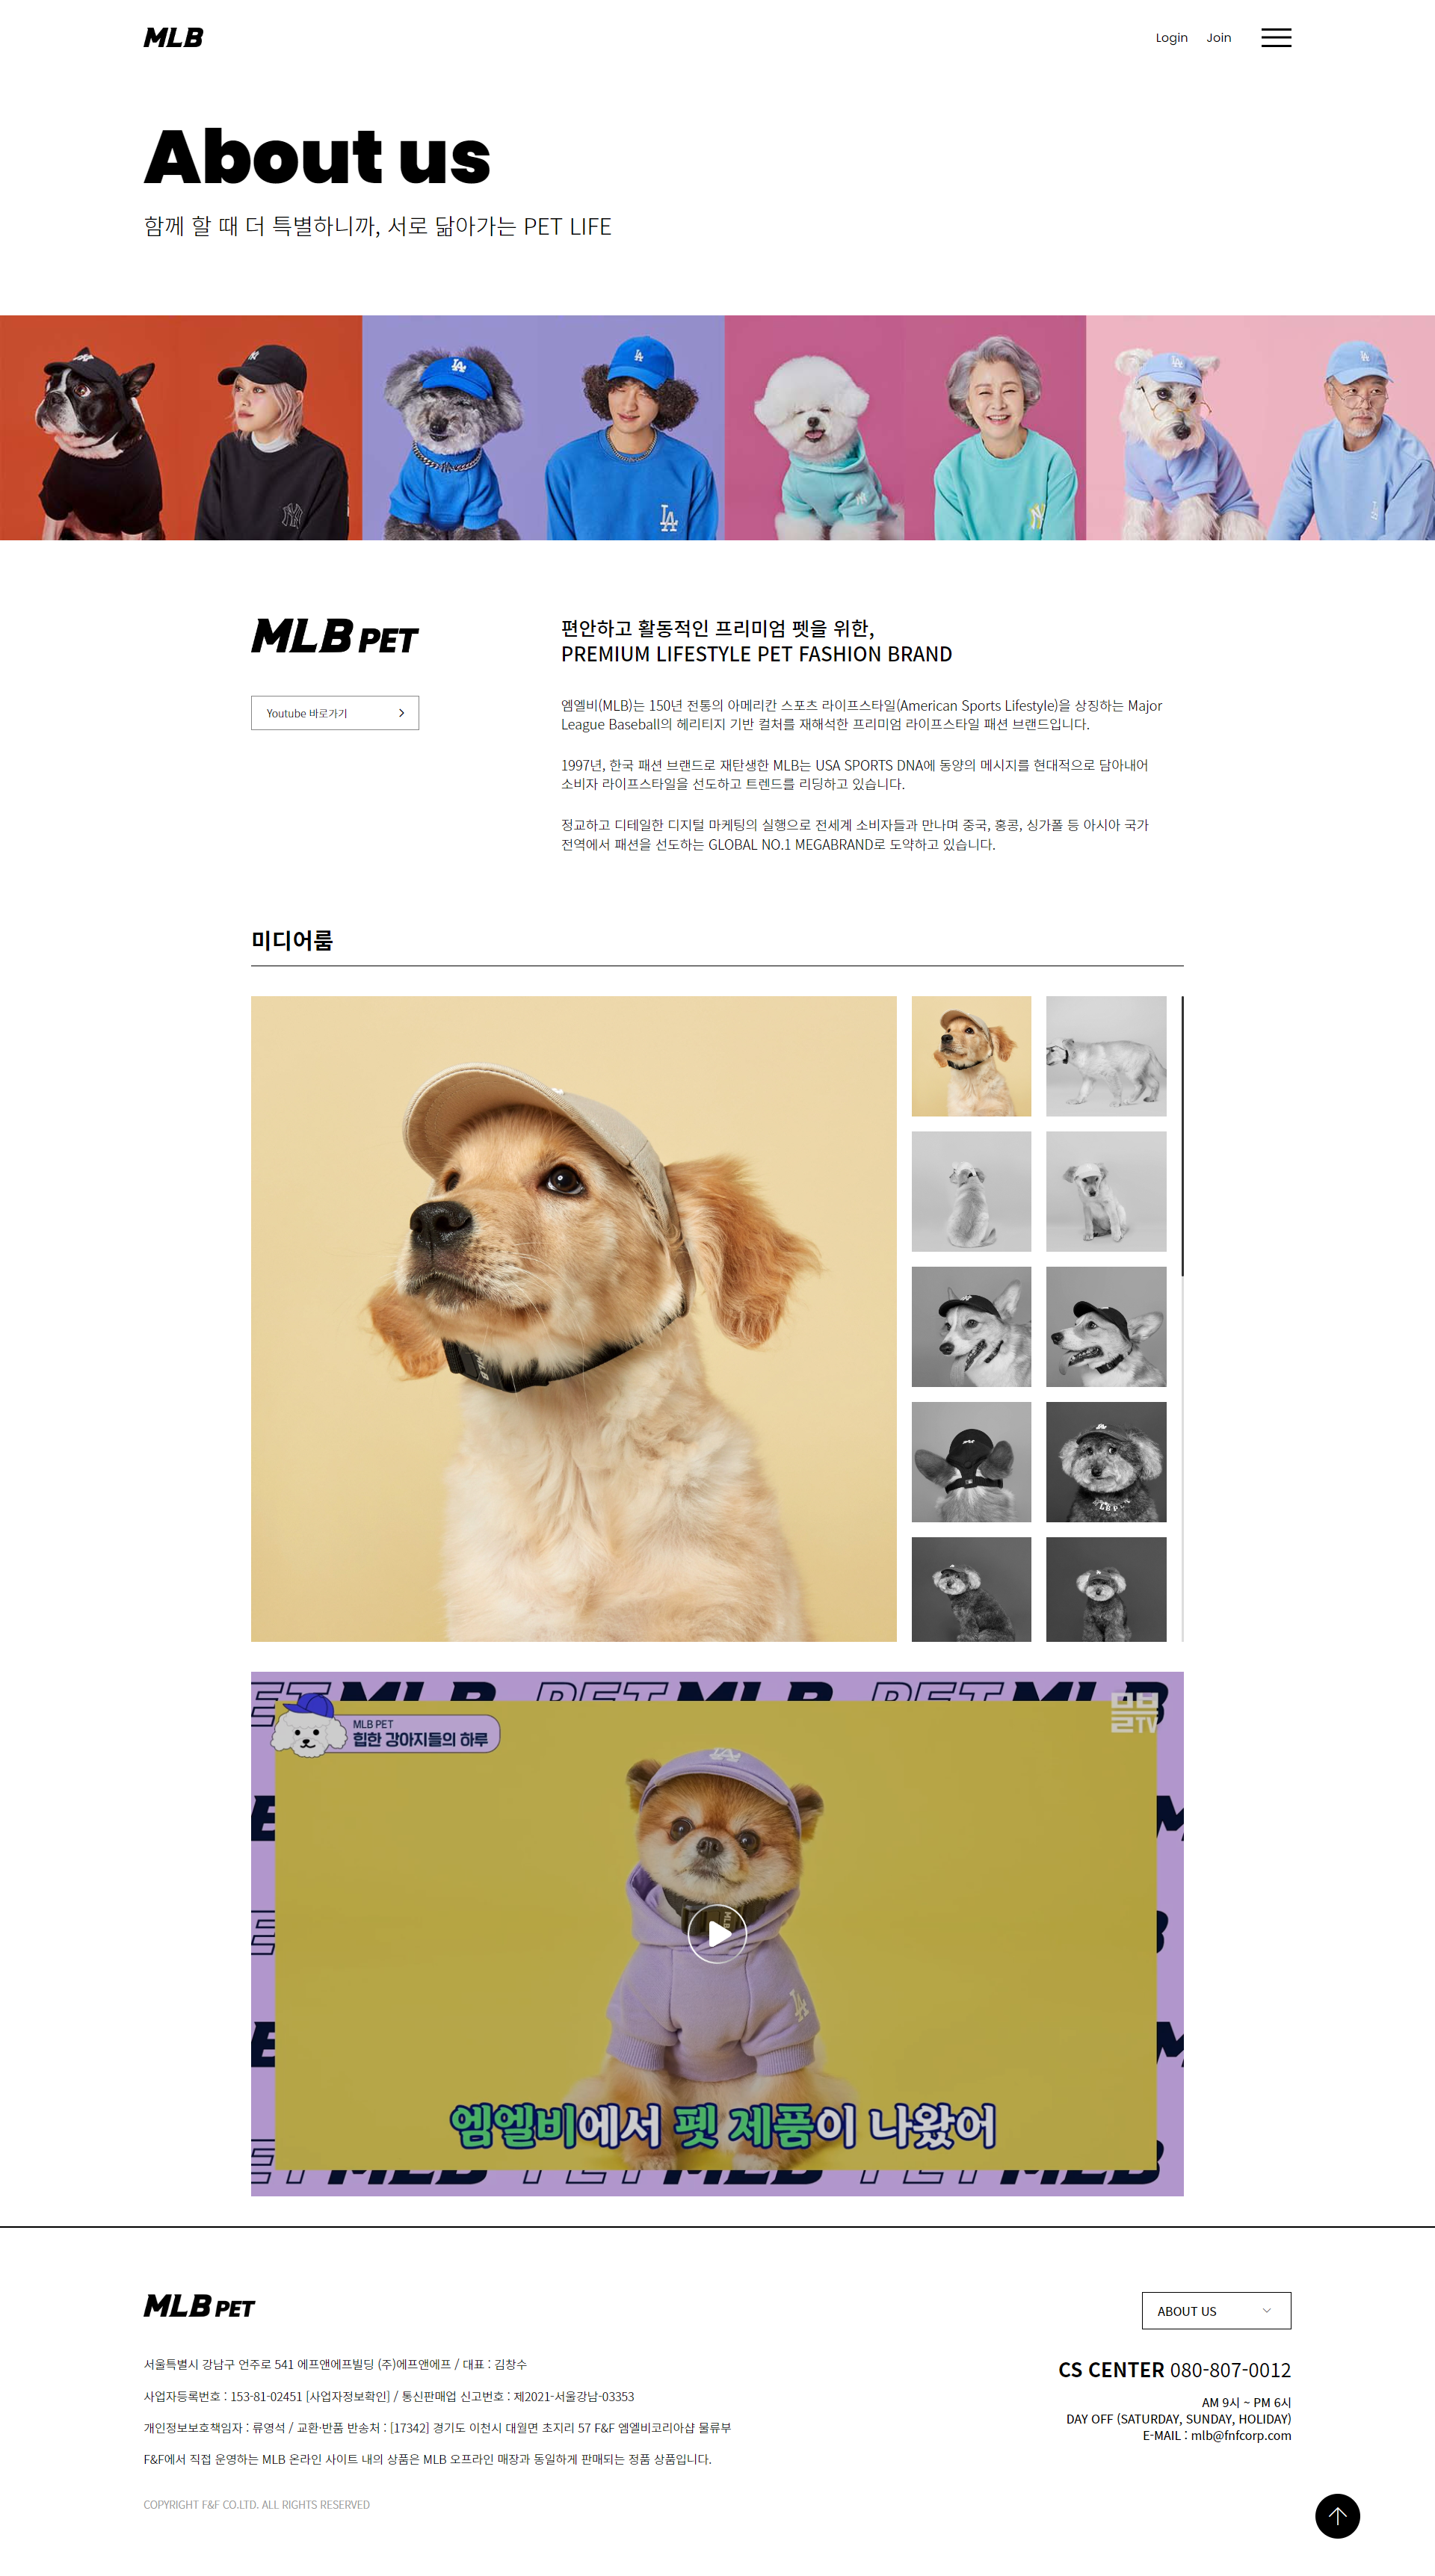 MLB
Login Join
About us
함께 할 때 더 특별하니까, 서로 닮아가는 PET LIFE
MLB PET
Youtube 바로가기
편안하고 활동적인 프리미엄 펫을 위한,
PREMIUM LIFESTYLE PET FASHION BRAND
엠엘비(MLB)는 150년 전통의 아메리칸 스포츠 라이프스타일(American Sports Lifestyle)을 상징하는 Major
League Baseball의 헤리티지 기반 컬처를 재해석한 프리미엄 라이프스타일 패션 브랜드입니다.
1997년, 한국 패션 브랜드로 재탄생한 MLB는 USA SPORTS DNA에 동양의 메시지를 현대적으로 담아내어
소비자 라이프스타일을 선도하고 트렌드를 리딩하고 있습니다.
정교하고 디테일한 디지털 마케팅의 실행으로 전세계 소비자들과 만나며 중국, 홍콩, 싱가폴 등 아시아 국가
전역에서 패션을 선도하는 GLOBAL NO.1 MEGABRAND로 도약하고 있습니다.
미디어룸
PET MLB PET MLB PET MLB
MLB PET
힙한 강아지들의 하루
엠엘비에서 펫 제품이 나왔어
PET MLB PET MLB PET MLB
MLB PET
서울특별시 강남구 언주로 541 에프앤에프빌딩 (주)에프앤에프 / 대표 : 김창수
사업자등록번호 : 153-81-02451 [사업자정보확인] / 통신판매업 신고번호 : 제2021-서울강남-03353
개인정보보호책임자 : 류영석 / 교환·반품 반송처 : [17342] 경기도 이천시 대월면 초지리 57 F&F 엠엘비코리아샵 물류부
F&F에서 직접 운영하는 MLB 온라인 사이트 내의 상품은 MLB 오프라인 매장과 동일하게 판매되는 정품 상품입니다.
COPYRIGHT F&F CO.LTD. ALL RIGHTS RESERVED
ABOUT US
CS CENTER 080-807-0012
AM 9시 ~ PM 6시
DAY OFF (SATURDAY, SUNDAY, HOLIDAY)
E-MAIL : mlb@fnfcorp.com